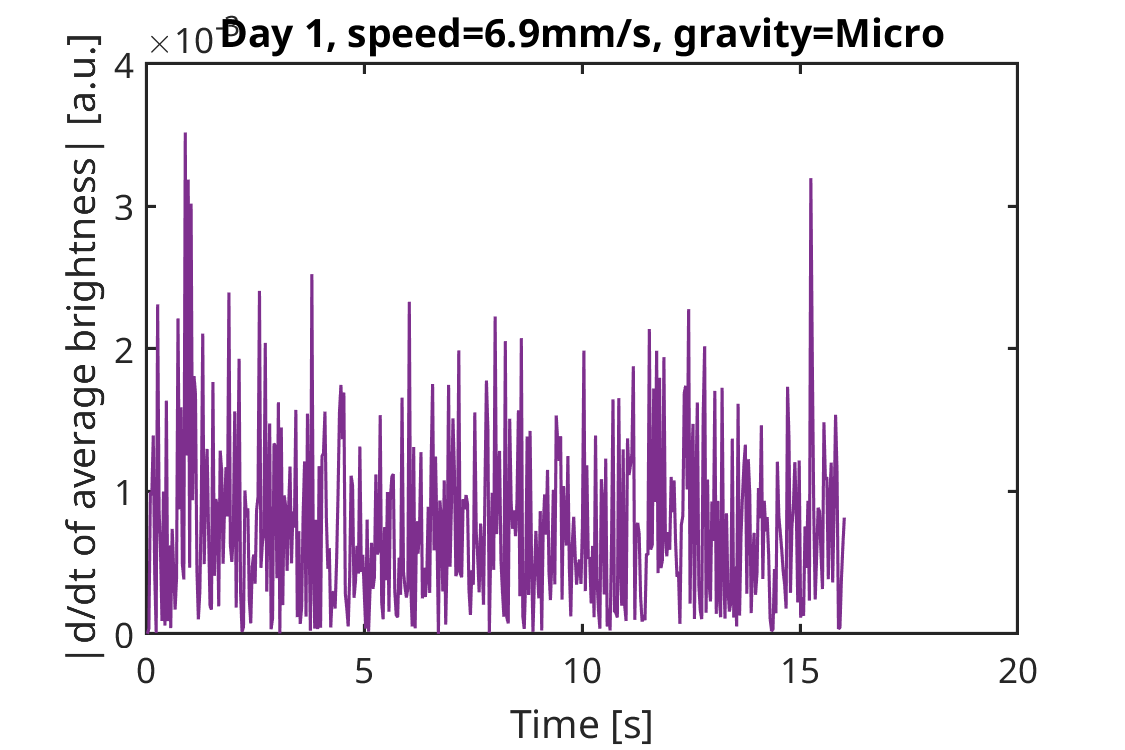 ×10
Day 1, speed=6.9mm/s, gravity=Micro
|d/dt of average brightness| [a.u.]
4
3
2
1
0
0 5 10 15 20
Time [s]